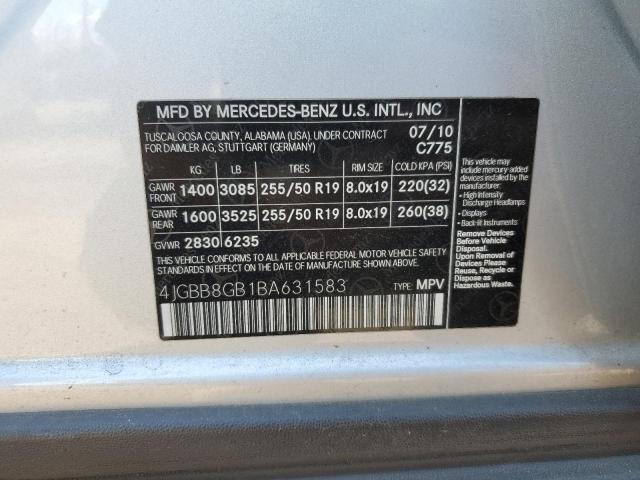 MFD BY MERCEDES-BENZ U.S. INTL., INC
TUSCALOOSA COUNTY, ALABAMA (USA), UNDER CONTRACT 07/10
FOR DAIMLER AG, STUTTGART (GERMANY) C775
KG LB TIRES RIM SIZE COLD KPA (PSI)
GAWR FRONT 1400 3085 255/50 R19 8.0x19 220(32)
GAWR REAR 1600 3525 255/50 R19 8.0x19 260(38)
GVWR 2830 6235
THIS VEHICLE CONFORMS TO ALL APPLICABLE FEDERAL MOTOR VEHICLE
SAFETY, BUMPER, AND THEFT PREVENTION STANDARDS IN EFFECT
ON THE DATE OF MANUFACTURE SHOWN ABOVE.
4JGBB8GB1BA631583 TYPE: MPV
This vehicle may
include mercury-added
devices installed by the
manufacturer:
• High Intensity
Discharge Headlamps
• Displays
• Back-lit Instruments
Remove Devices
Before Vehicle
Disposal.
Reuse, Recycle or
Dispose as
Hazardous Waste.